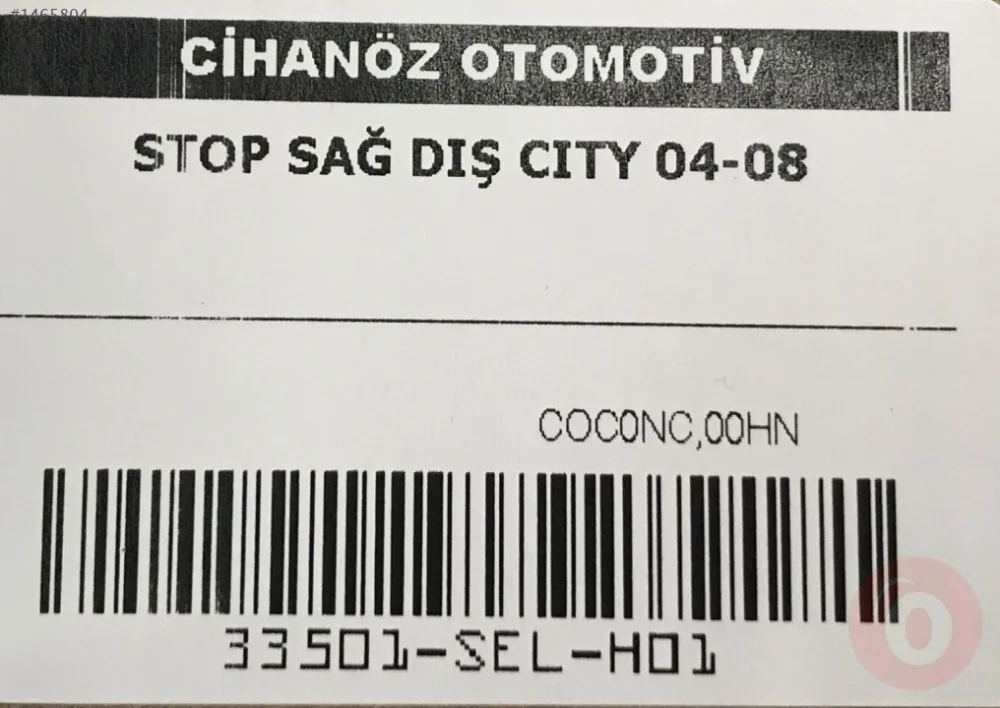 #1465804
CİHANÖZ OTOMOTİV
STOP SAĞ DIŞ CITY 04-08
COC0NC,00HN
33501-SEL-H01